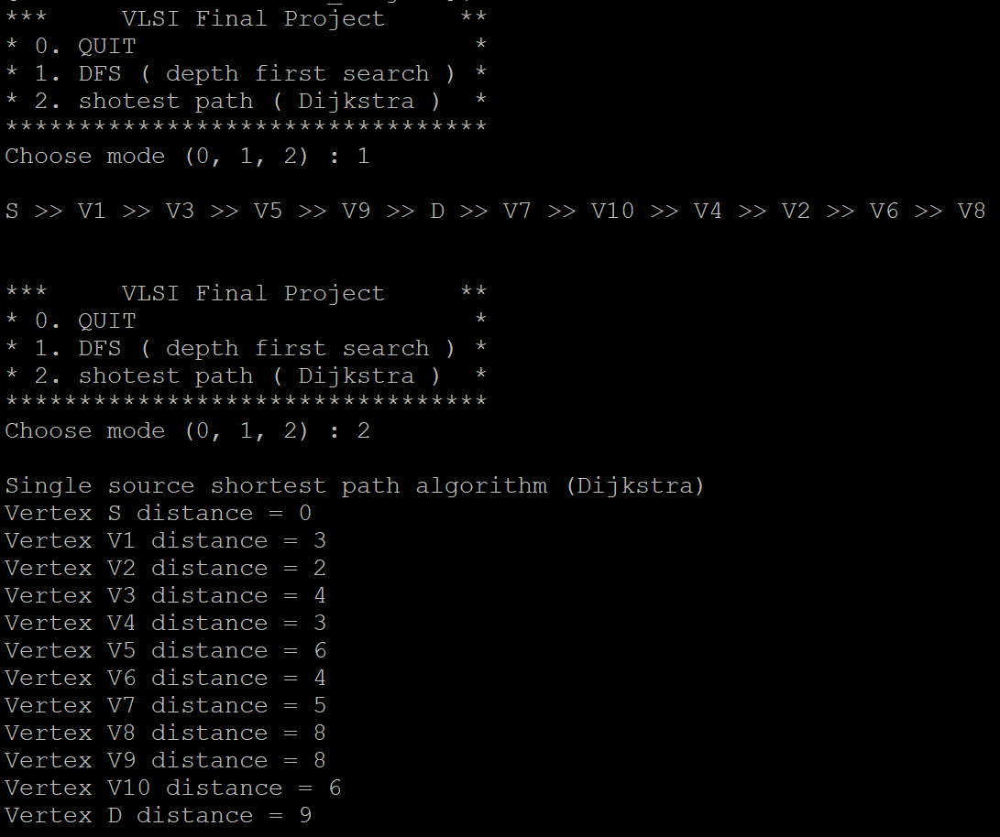 ***     VLSI Final Project     **
* 0. QUIT                       *
* 1. DFS ( depth first search ) *
* 2. shotest path ( Dijkstra )  *
*********************************
Choose mode (0, 1, 2) : 1
S >> V1 >> V3 >> V5 >> V9 >> D >> V7 >> V10 >> V4 >> V2 >> V6 >> V8
***     VLSI Final Project     **
* 0. QUIT                       *
* 1. DFS ( depth first search ) *
* 2. shotest path ( Dijkstra )  *
*********************************
Choose mode (0, 1, 2) : 2
Single source shortest path algorithm (Dijkstra)
Vertex S distance = 0
Vertex V1 distance = 3
Vertex V2 distance = 2
Vertex V3 distance = 4
Vertex V4 distance = 3
Vertex V5 distance = 6
Vertex V6 distance = 4
Vertex V7 distance = 5
Vertex V8 distance = 8
Vertex V9 distance = 8
Vertex V10 distance = 6
Vertex D distance = 9